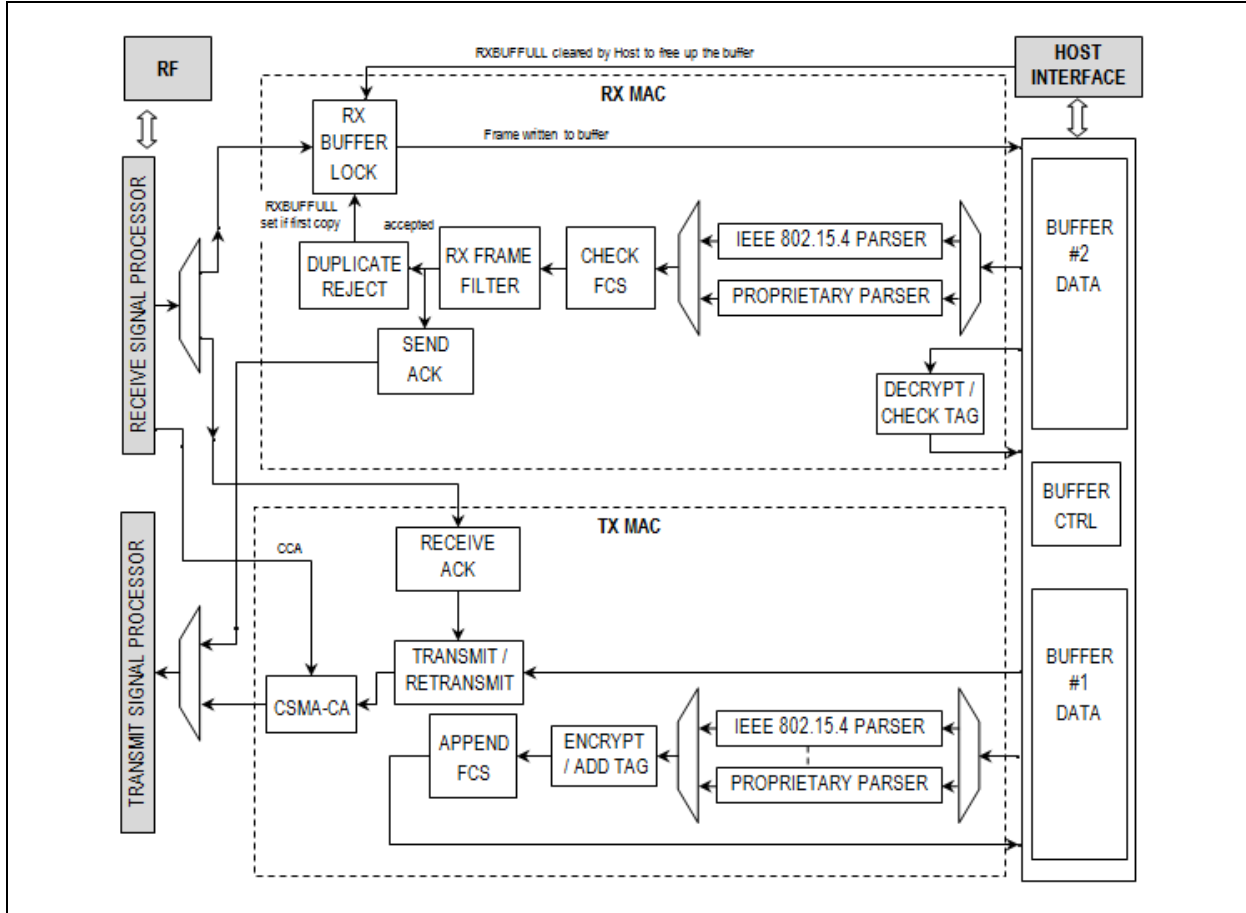 RF
RXBUFFULL cleared by Host to free up the buffer
HOST
INTERFACE
RX MAC
RX
BUFFER
LOCK
Frame written to buffer
RECEIVE SIGNAL PROCESSOR
RXBUFFULL
set if first copy
accepted
DUPLICATE
REJECT
RX FRAME
FILTER
CHECK
FCS
IEEE 802.15.4 PARSER
PROPRIETARY PARSER
BUFFER
#2
DATA
SEND
ACK
DECRYPT /
CHECK TAG
BUFFER
CTRL
TX MAC
CCA
RECEIVE
ACK
TRANSMIT SIGNAL PROCESSOR
TRANSMIT /
RETRANSMIT
CSMA-CA
APPEND
FCS
ENCRYPT
/ ADD TAG
IEEE 802.15.4 PARSER
PROPRIETARY PARSER
BUFFER
#1
DATA